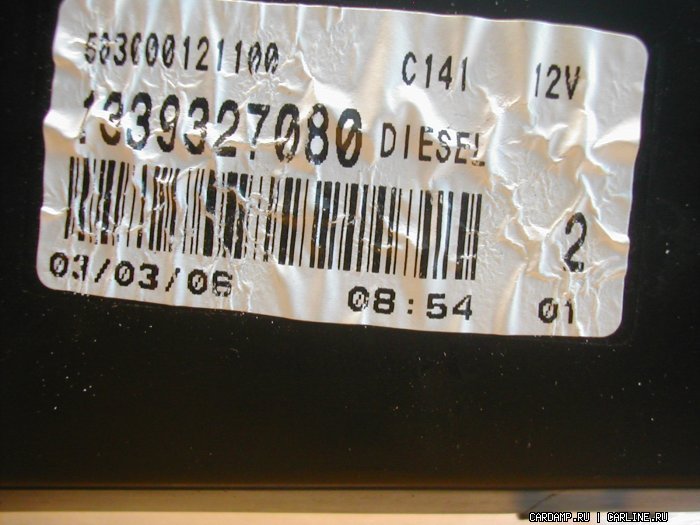 503000121100 C141 12V
1339327080 DIESEL
2
03/03/06 08:54 01
CARDAMP.RU | CARLINE.RU